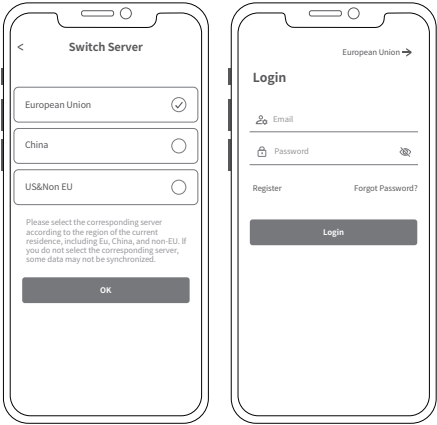 < Switch Server
European Union
China
US&Non EU
Please select the corresponding server
according to the region of the current
residence, including Eu, China, and non-EU. If
you do not select the corresponding server,
some data may not be synchronized.
OK
European Union →
Login
Email
Password
Register Forgot Password?
Login